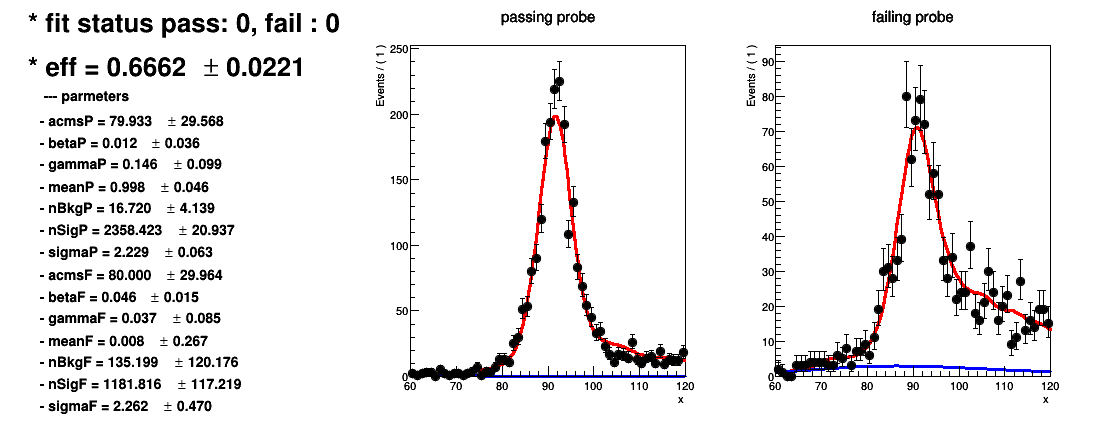 * fit status pass: 0, fail : 0
* eff = 0.6662 ± 0.0221
--- parmeters
- acmsP = 79.933 ± 29.568
- betaP = 0.012 ± 0.036
- gammaP = 0.146 ± 0.099
- meanP = 0.998 ± 0.046
- nBkgP = 16.720 ± 4.139
- nSigP = 2358.423 ± 20.937
- sigmaP = 2.229 ± 0.063
- acmsF = 80.000 ± 29.964
- betaF = 0.046 ± 0.015
- gammaF = 0.037 ± 0.085
- meanF = 0.008 ± 0.267
- nBkgF = 135.199 ± 120.176
- nSigF = 1181.816 ± 117.219
- sigmaF = 2.262 ± 0.470
passing probe
Events / ( 1 )
250
200
150
100
50
0
60 70 80 90 100 110 120
x
failing probe
Events / ( 1 )
90
80
70
60
50
40
30
20
10
0
60 70 80 90 100 110 120
x